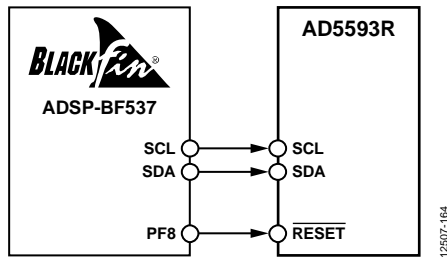 AD5593R
BLACKfin®
ADSP-BF537
SCL SCL
SDA SDA
PF8 RESET
12507-164